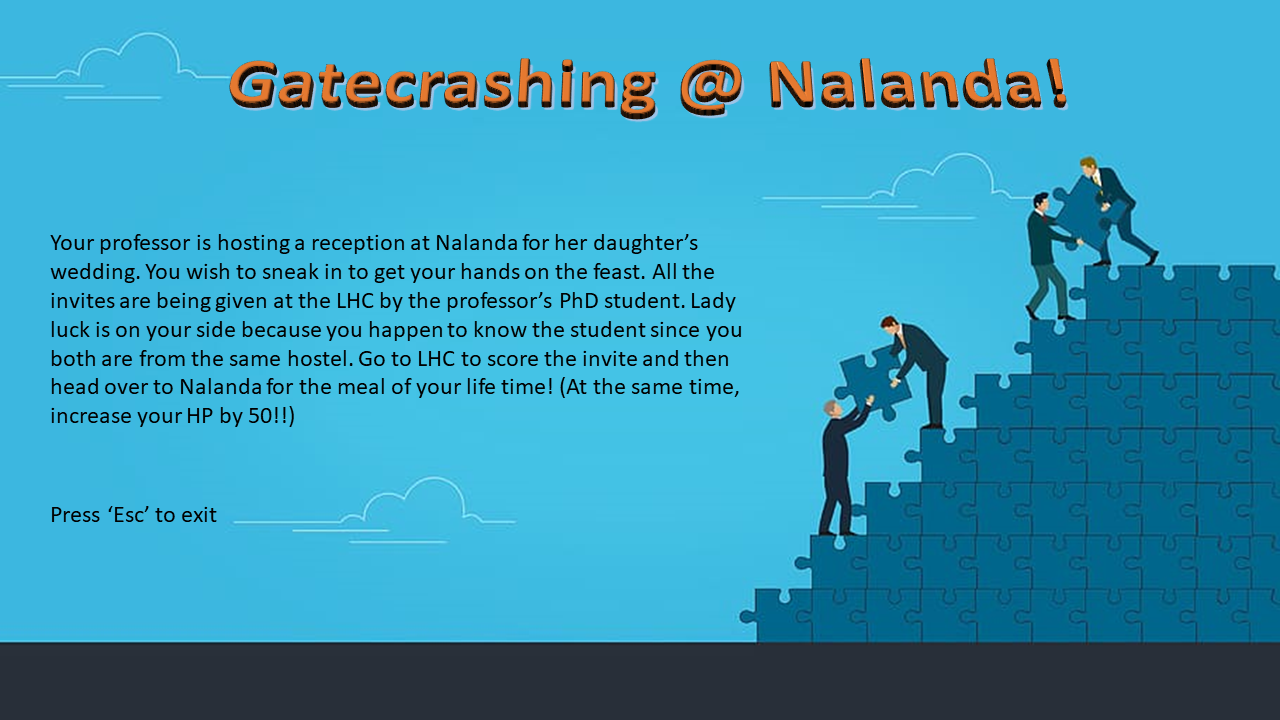 Gatecrashing @ Nalanda!
Your professor is hosting a reception at Nalanda for her daughter’s
wedding. You wish to sneak in to get your hands on the feast. All the
invites are being given at the LHC by the professor’s PhD student. Lady
luck is on your side because you happen to know the student since you
both are from the same hostel. Go to LHC to score the invite and then
head over to Nalanda for the meal of your life time! (At the same time,
increase your HP by 50!!)
Press ‘Esc’ to exit